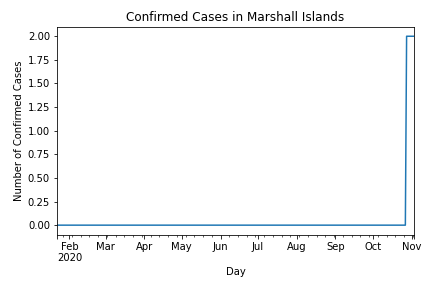 Confirmed Cases in Marshall Islands
Number of Confirmed Cases
2.00
1.75
1.50
1.25
1.00
0.75
0.50
0.25
0.00
Feb Mar Apr May Jun Jul Aug Sep Oct Nov
2020
Day